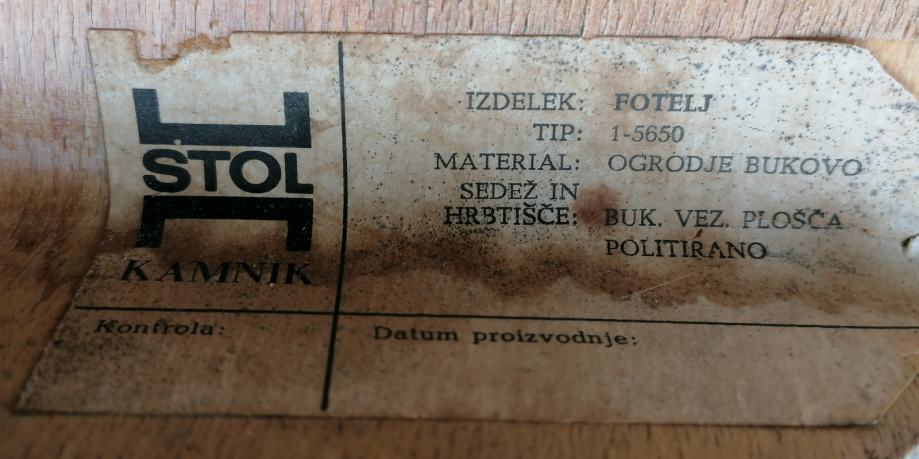 STOL
KAMNIK
IZDELEK: FOTELJ
TIP: 1-5650
MATERIAL: OGRODJE BUKOVO
SEDEŽ IN
HRBTIŠČE: BUK. VEZ. PLOŠČA
POLITIRANO
Kontrola:
Datum proizvodnje: